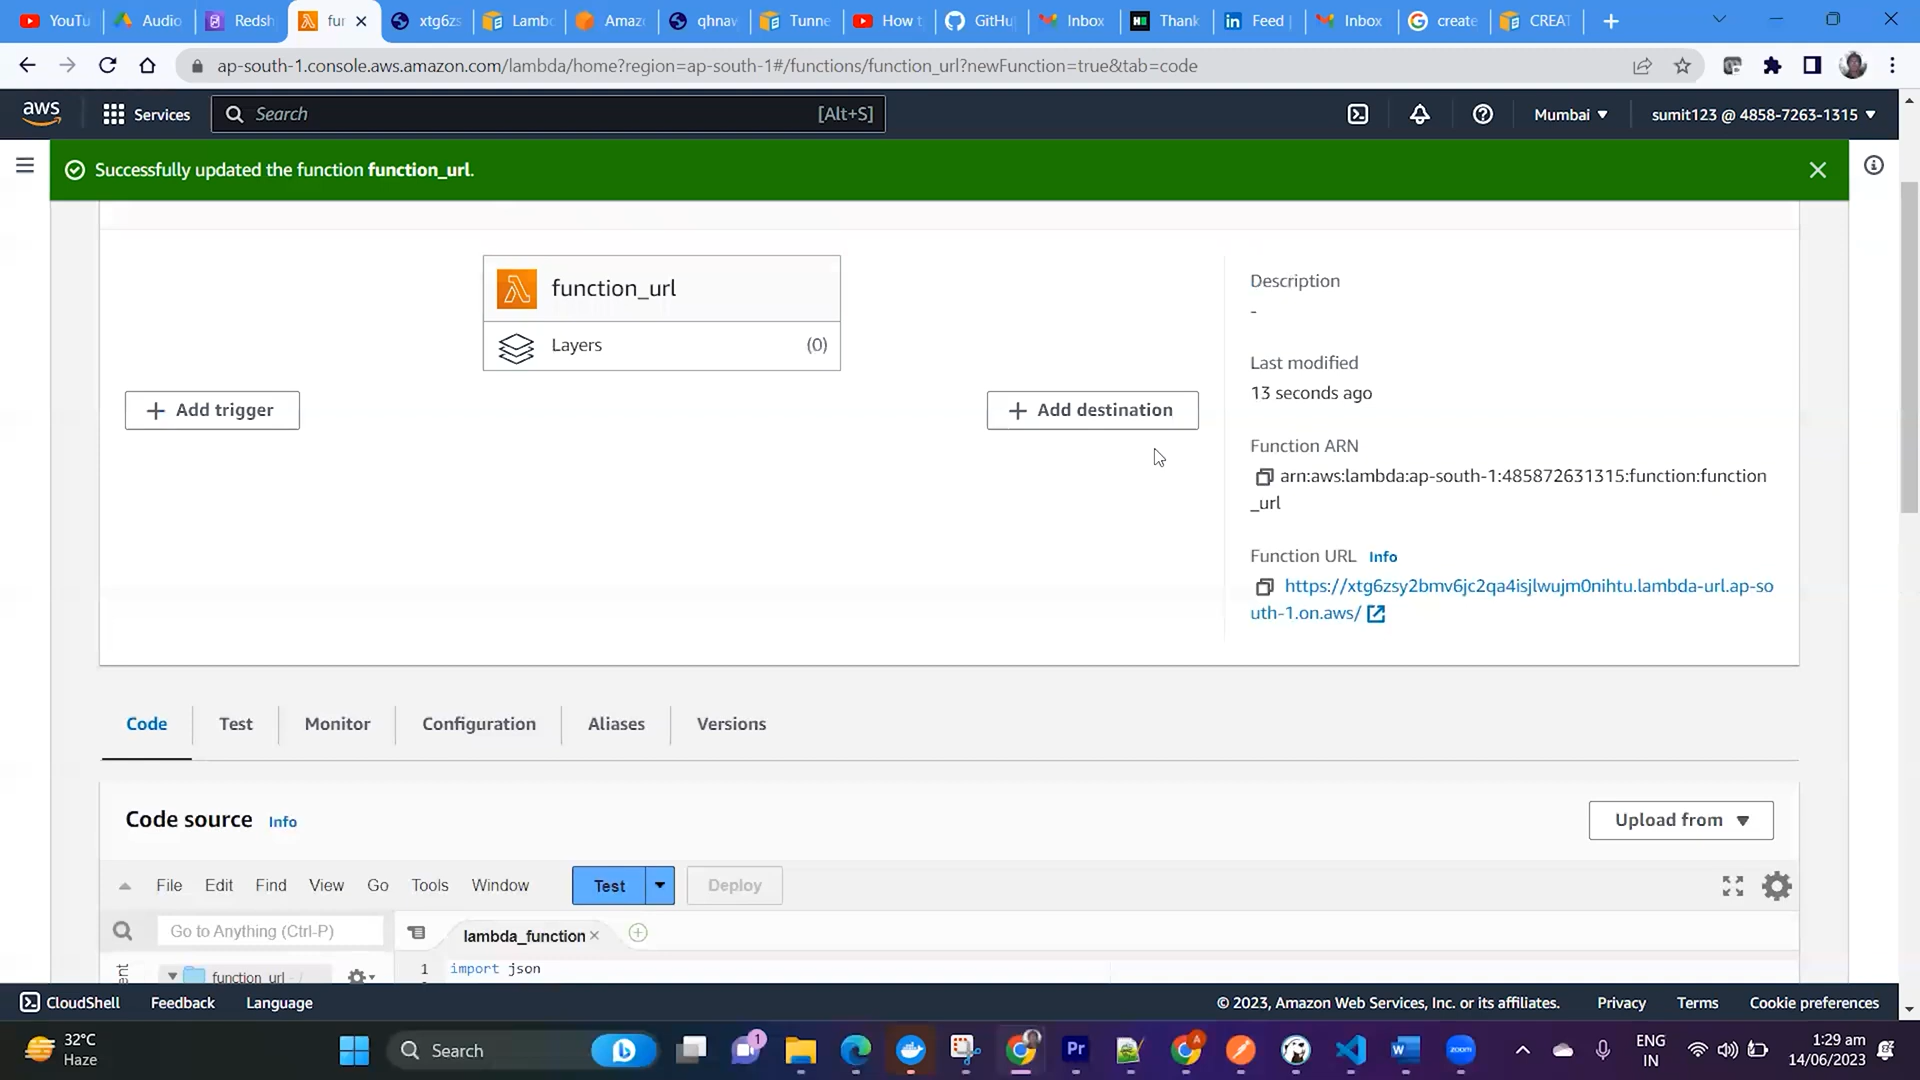 YouTu
Audio
Redsh
fur
xtg6zs
Lambd
Amaz
qhnav
Tunne
How t
GitHu
Inbox
Thank
Feed
Inbox
create
CREAT
ap-south-1.console.aws.amazon.com/lambda/home?region=ap-south-1#/functions/function_url?newFunction=true&tab=code
aws
Services
Search
[Alt+S]
Mumbai
sumit123 @ 4858-7263-1315
Successfully updated the function function_url.
function_url
Layers
(0)
Add trigger
Add destination
Description
-
Last modified
13 seconds ago
Function ARN
arn:aws:lambda:ap-south-1:485872631315:function:function
_url
Function URL Info
https://xtg6zsy2bmv6jc2qa4isjlwujm0nihtu.lambda-url.ap-so
uth-1.on.aws/
Code
Test
Monitor
Configuration
Aliases
Versions
Code source Info
Upload from
File Edit Find View Go Tools Window
Test
Deploy
Go to Anything (Ctrl-P)
lambda_function
function_url - /
1 import json
CloudShell
Feedback
Language
© 2023, Amazon Web Services, Inc. or its affiliates.
Privacy
Terms
Cookie preferences
32°C
Haze
Search
1
Pr
zoom
ENG
IN
1:29 am
14/06/2023